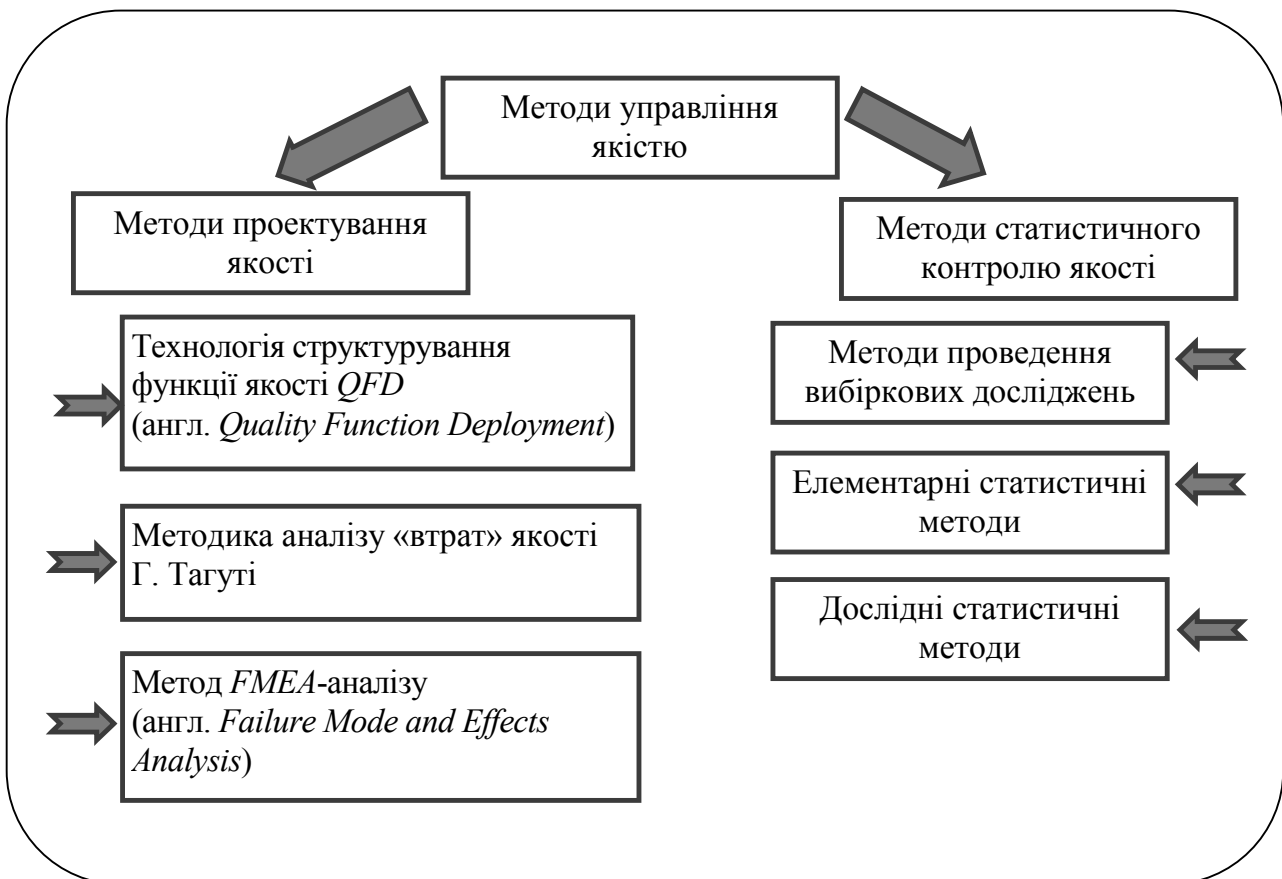 Методи управління
якістю
Методи проектування
якості
Технологія структурування
функції якості QFD
(англ. Quality Function Deployment)
Методика аналізу «втрат» якості
Г. Тагуті
Метод FMEA-аналізу
(англ. Failure Mode and Effects
Analysis)
Методи статистичного
контролю якості
Методи проведення
вибіркових досліджень
Елементарні статистичні
методи
Дослідні статистичні
методи